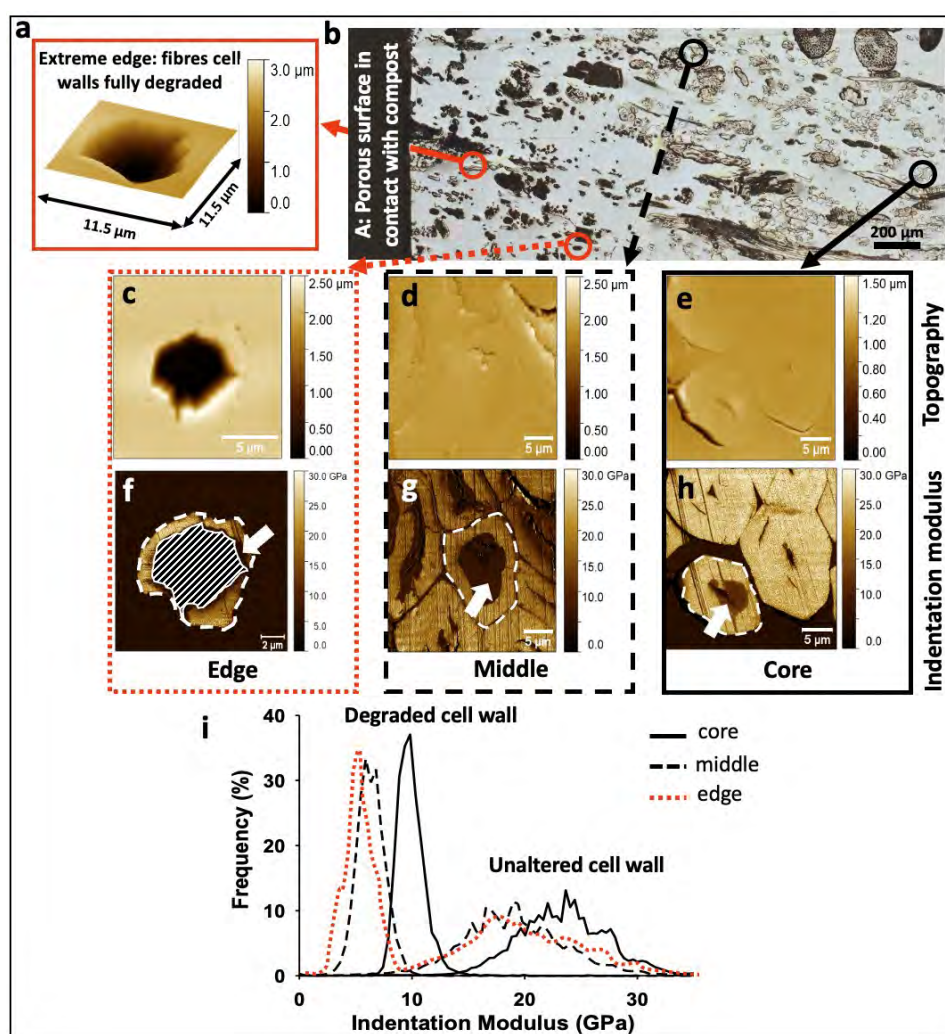 a
Extreme edge: fibres cell
walls fully degraded
3.0 µm
2.0
1.0
0.0
11.5 µm
11.5 µm
b
A: Porous surface in
contact with compost
200 µm
c
2.50 µm
2.00
1.50
1.00
0.50
0.00
5 µm
d
2.50 µm
2.00
1.50
1.00
0.50
0.00
5 µm
e
1.50 µm
1.20
1.00
0.80
0.60
0.40
0.00
5 µm
Topography
f
30.0 GPa
25.0
20.0
15.0
10.0
5.0
0.0
2 µm
Edge
g
30.0 GPa
25.0
20.0
15.0
10.0
0.0
5 µm
Middle
h
30.0 GPa
25.0
20.0
15.0
10.0
0.0
5 µm
Core
Indentation modulus
i
Degraded cell wall
Unaltered cell wall
core
middle
edge
Frequency (%)
40
30
20
10
0
0
10
20
30
Indentation Modulus (GPa)